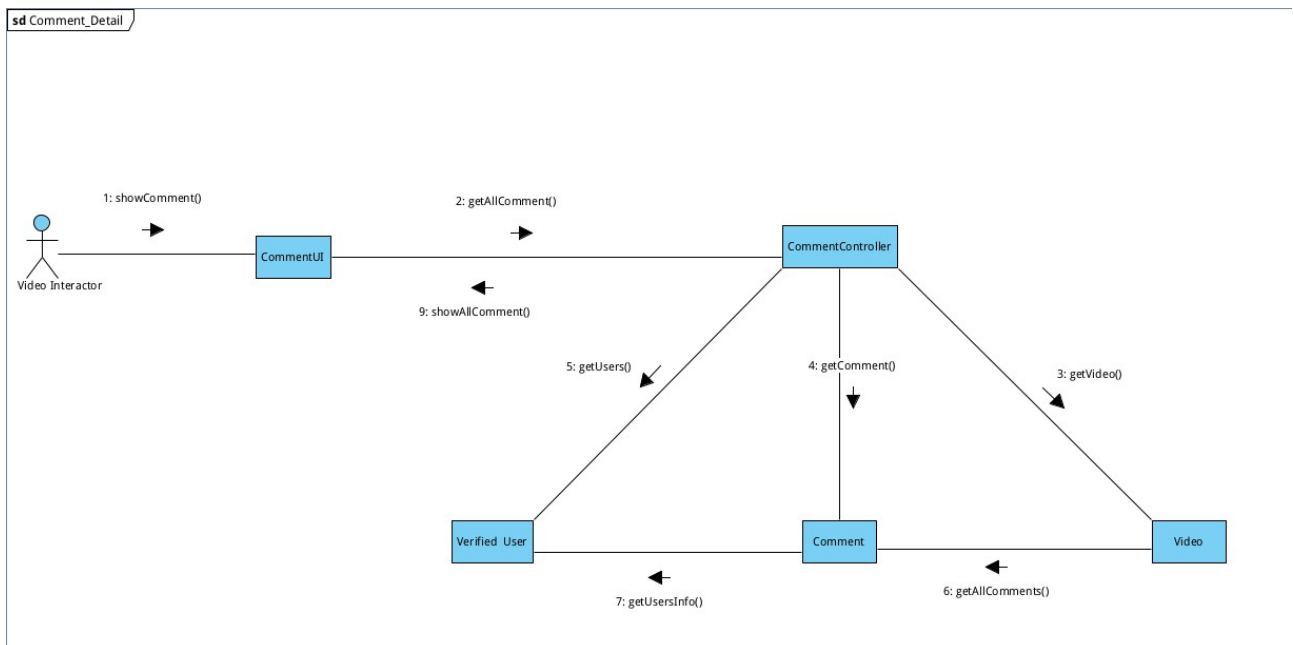 sd Comment_Detail
1: showComment()
2: getAllComment()
Video Interactor
CommentUI
CommentController
9: showAllComment()
5: getUsers()
4: getComment()
3: getVideo()
Verified User
Comment
Video
7: getUsersInfo()
6: getAllComments()